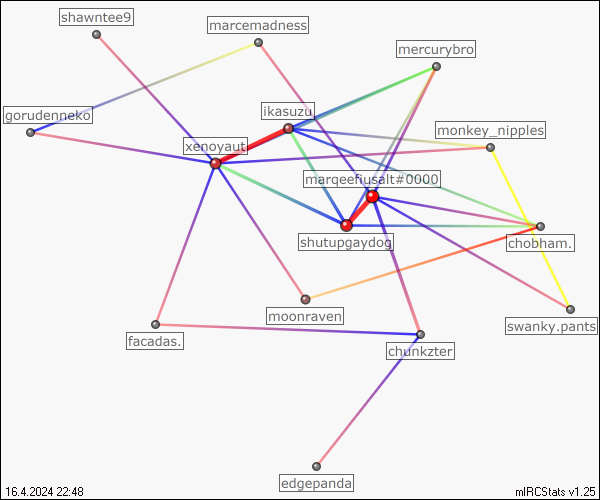 shawntee9
marcemadness
mercurybro
gorudenneko
ikasuzu
monkey_nipples
xenoyaut
marqeefiusalt#0000
shutupgaydog
chobham.
moonraven
swanky.pants
facadas.
chunkzter
edgepanda
16.4.2024 22:48
mIRCStats v1.25